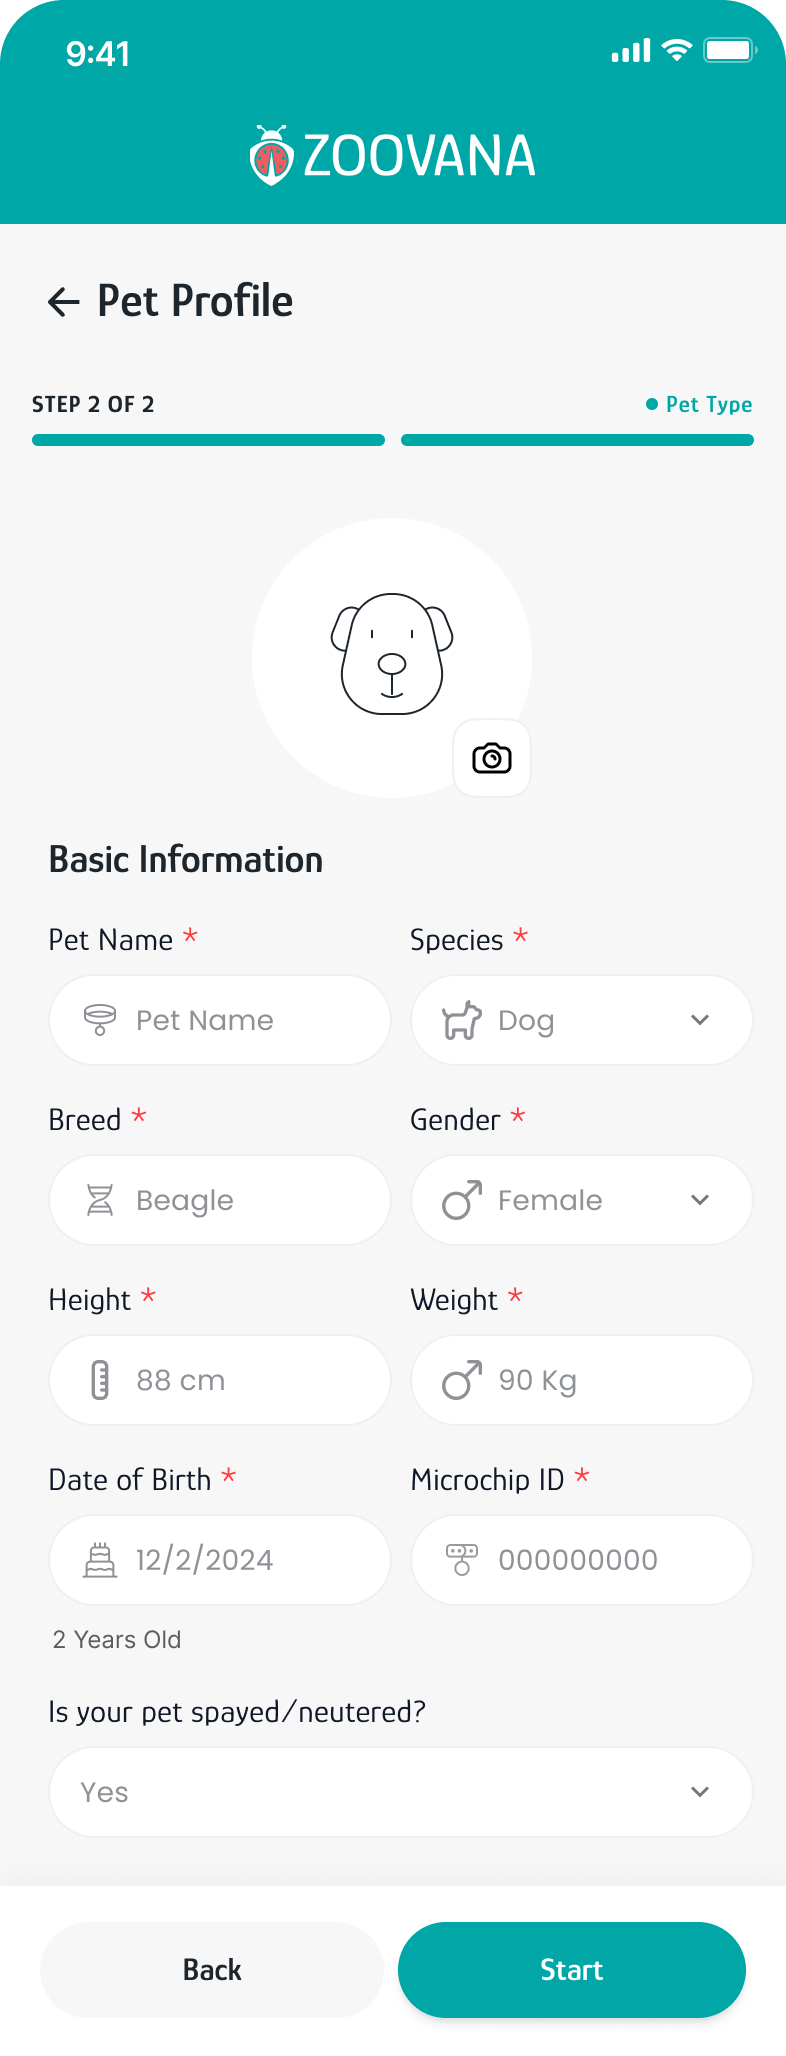 9:41
ZOOVANA
Pet Profile
STEP 2 OF 2
Pet Type
Basic Information
Pet Name *
Species *
Pet Name
Dog
Breed *
Gender *
Beagle
Female
Height *
Weight *
88 cm
90 Kg
Date of Birth *
Microchip ID *
12/2/2024
000000000
2 Years Old
Is your pet spayed/neutered?
Yes
Back
Start